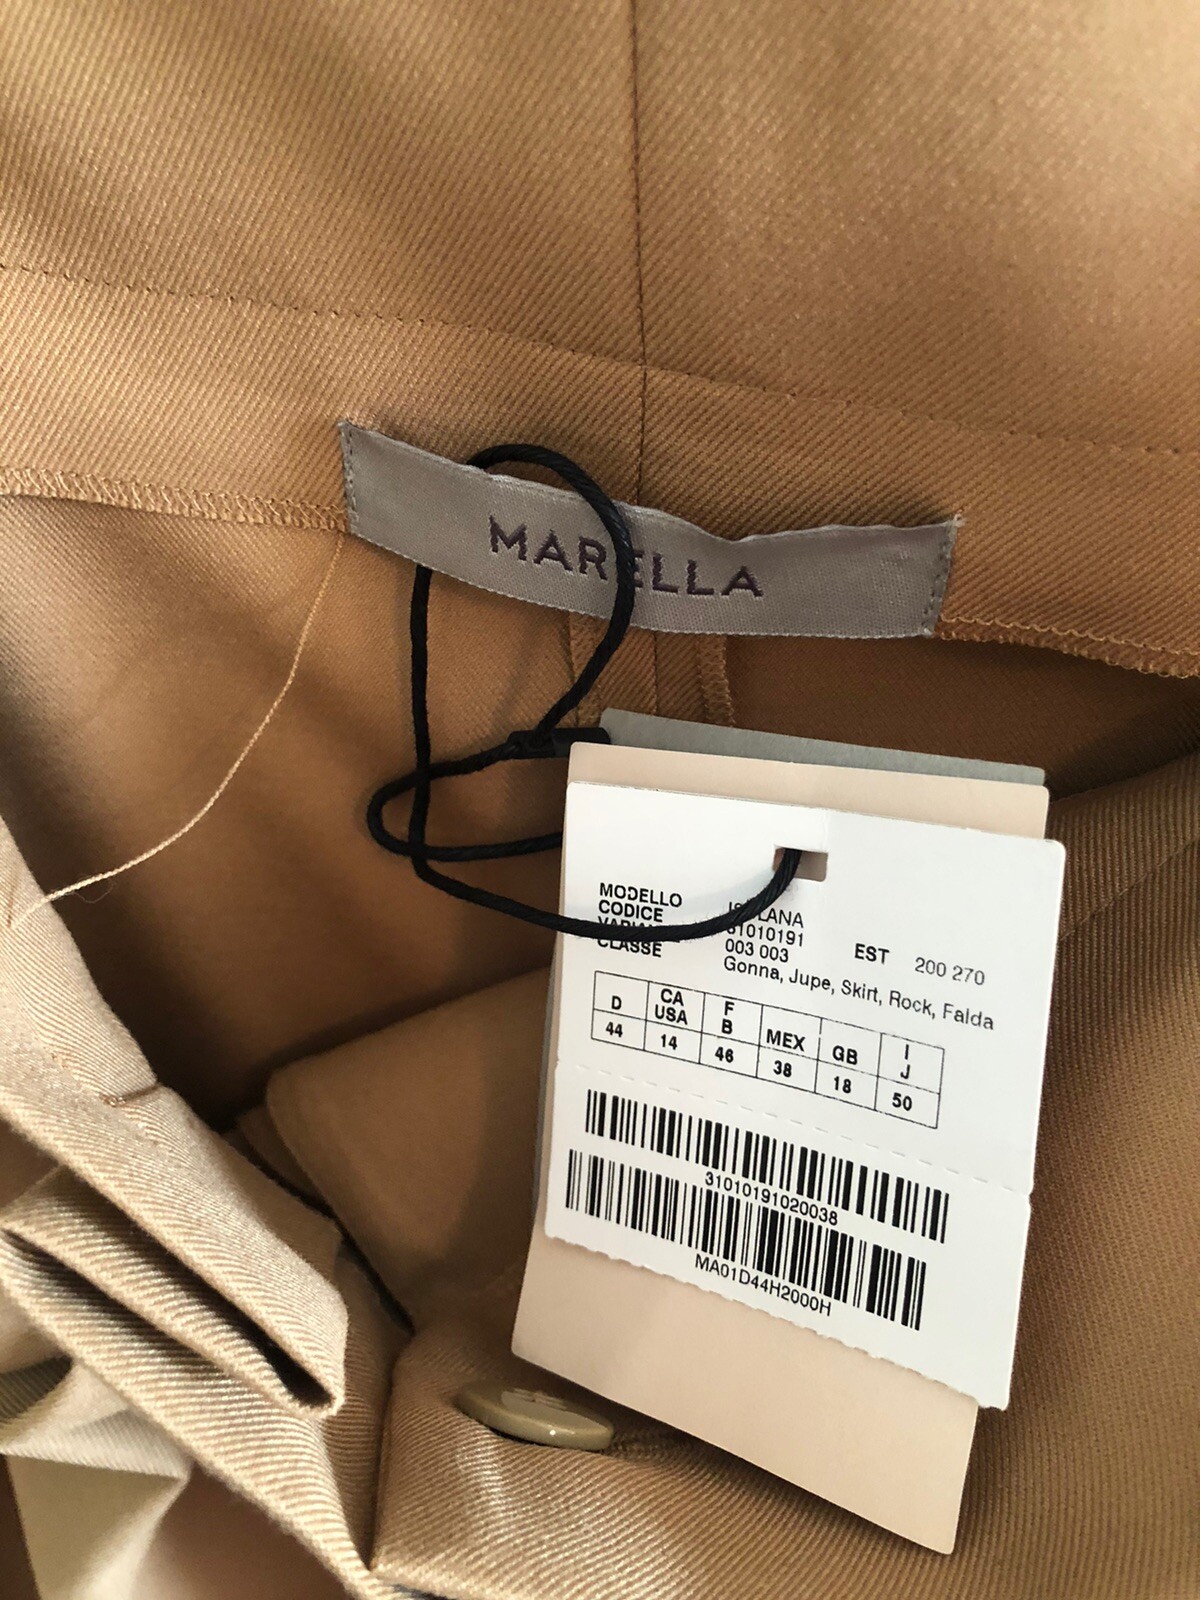 MARELLA
MODELLO
CODICE 31010191
CLASSE 003 003 EST 200 270
Gonna, Jupe, Skirt, Rock, Falda
D CA USA F B MEX GB I J
44 14 46 38 18 50
31010191020038
MA01D44H2000H